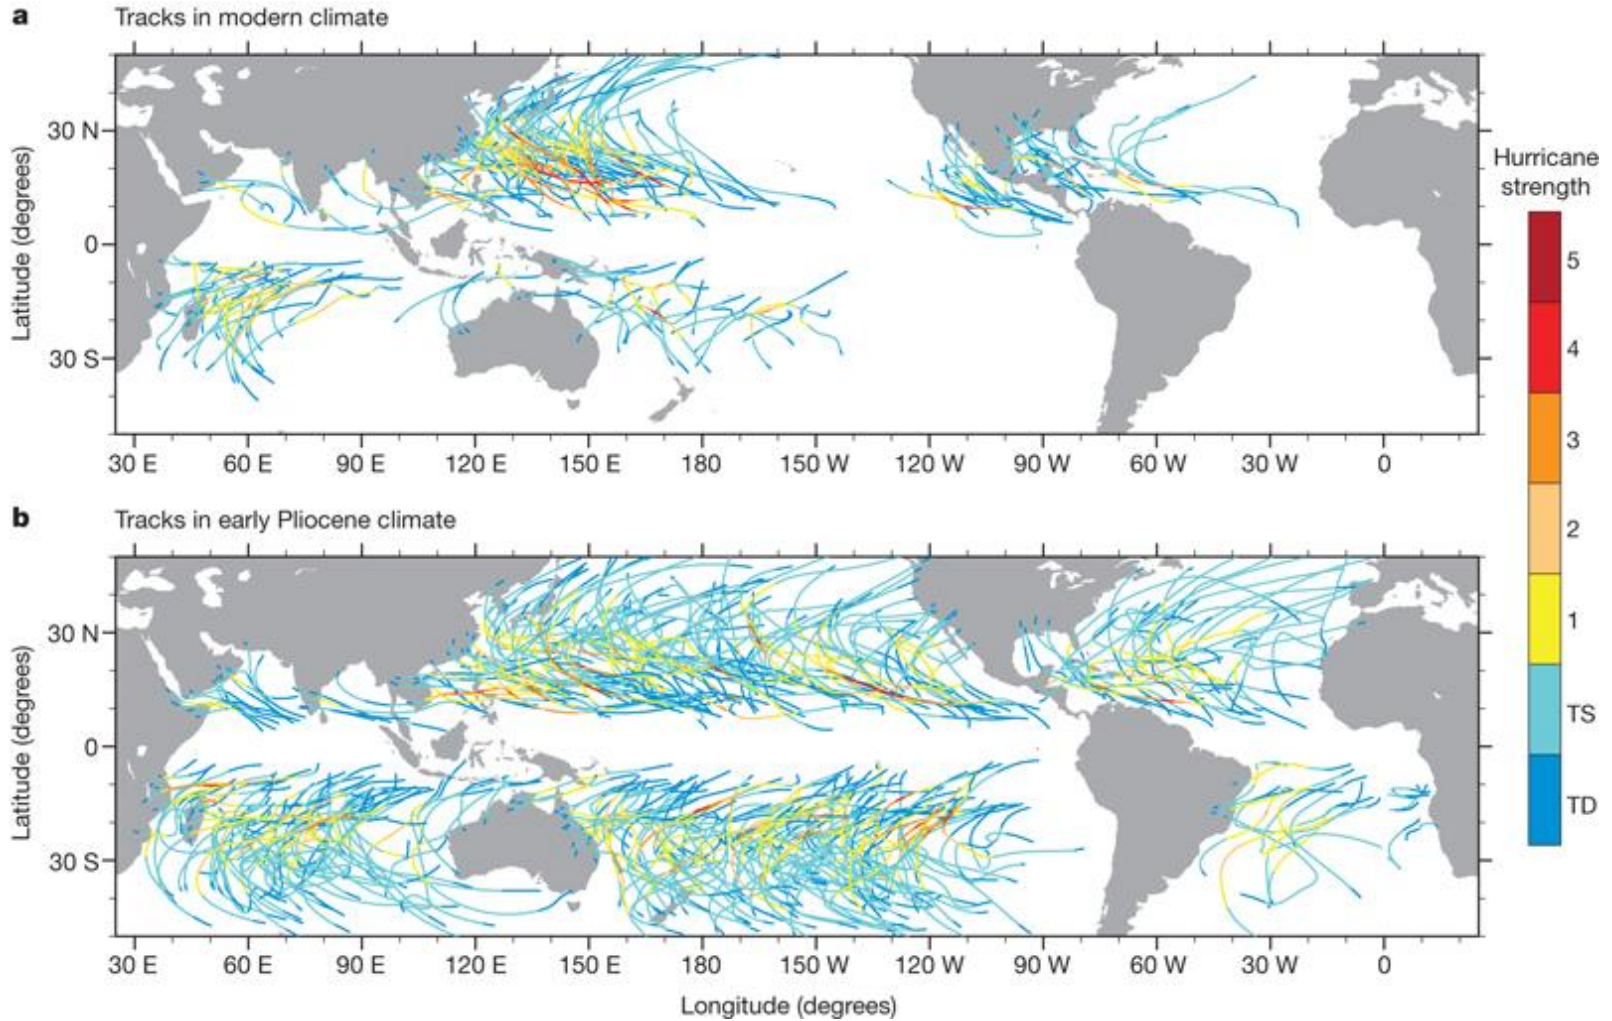 a Tracks in modern climate
Latitude (degrees)
30 N
0
30 S
30 E 60 E 90 E 120 E 150 E 180 150 W 120 W 90 W 60 W 30 W 0
Hurricane
strength
5
4
3
2
1
TS
TD
b Tracks in early Pliocene climate
Latitude (degrees)
30 N
0
30 S
30 E 60 E 90 E 120 E 150 E 180 150 W 120 W 90 W 60 W 30 W 0
Longitude (degrees)